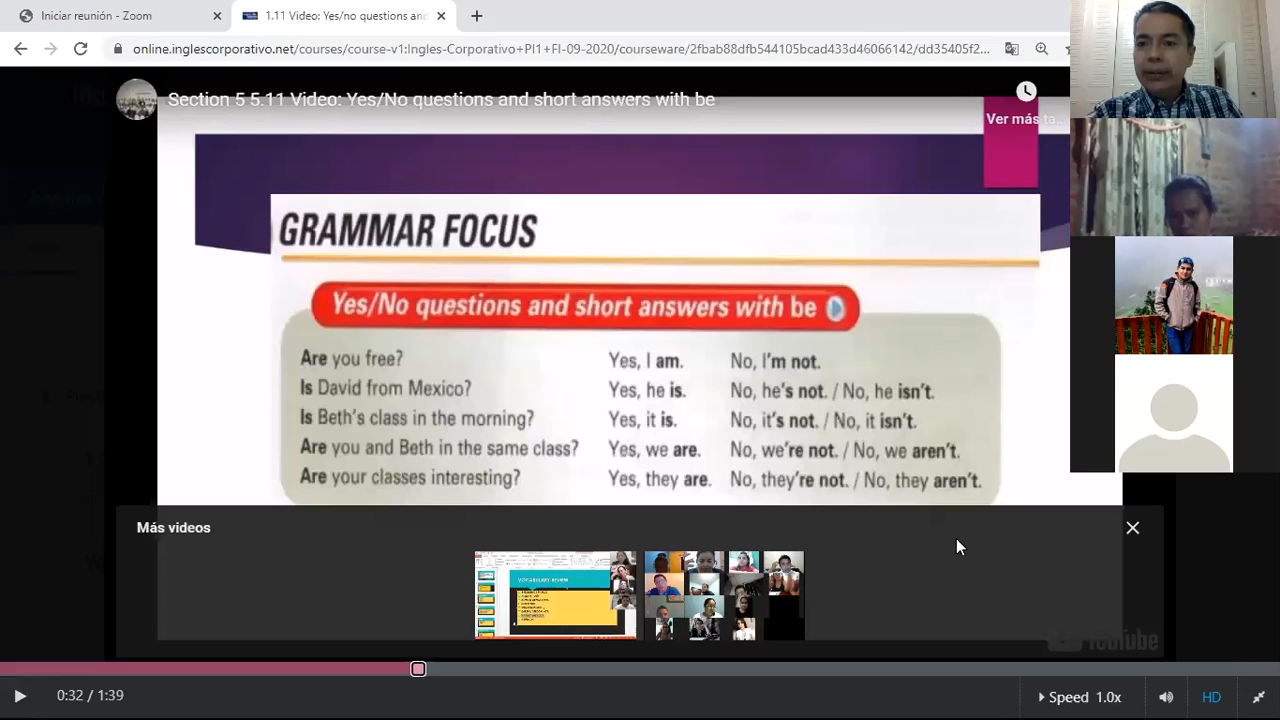 Iniciar reunión - Zoom
1.11 Video: Yes/no questions and
online.inglescorporativo.net/courses/course-v1:Ingles-Corporativo+PI1+FI-09-2020/courseware/2fbab88dfb544105bcad433d46066142/dd35405f2...
Section 5 5.11 Video: Yes/No questions and short answers with be
Ver más ta...
GRAMMAR FOCUS
Yes/No questions and short answers with be
Are you free? Yes, I am. No, I'm not.
Is David from Mexico? Yes, he is. No, he's not. / No, he isn't.
Is Beth's class in the morning? Yes, it is. No, it's not. / No, it isn't.
Are you and Beth in the same class? Yes, we are. No, we're not. / No, we aren't.
Are your classes interesting? Yes, they are. No, they're not. / No, they aren't.
Más videos
VOCABULARY REVIEW
YouTube
0:32 / 1:39
Speed 1.0x
HD